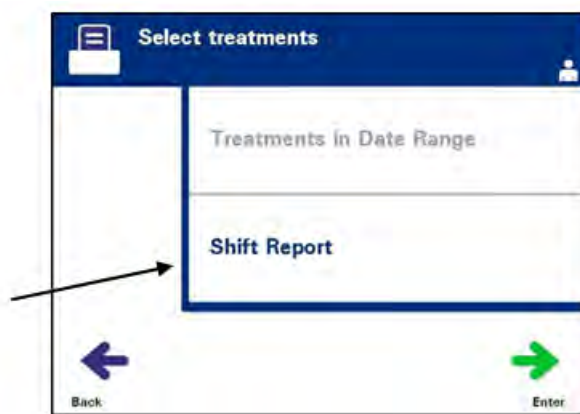 Select treatments
Treatments in Date Range
Shift Report
Back
Enter